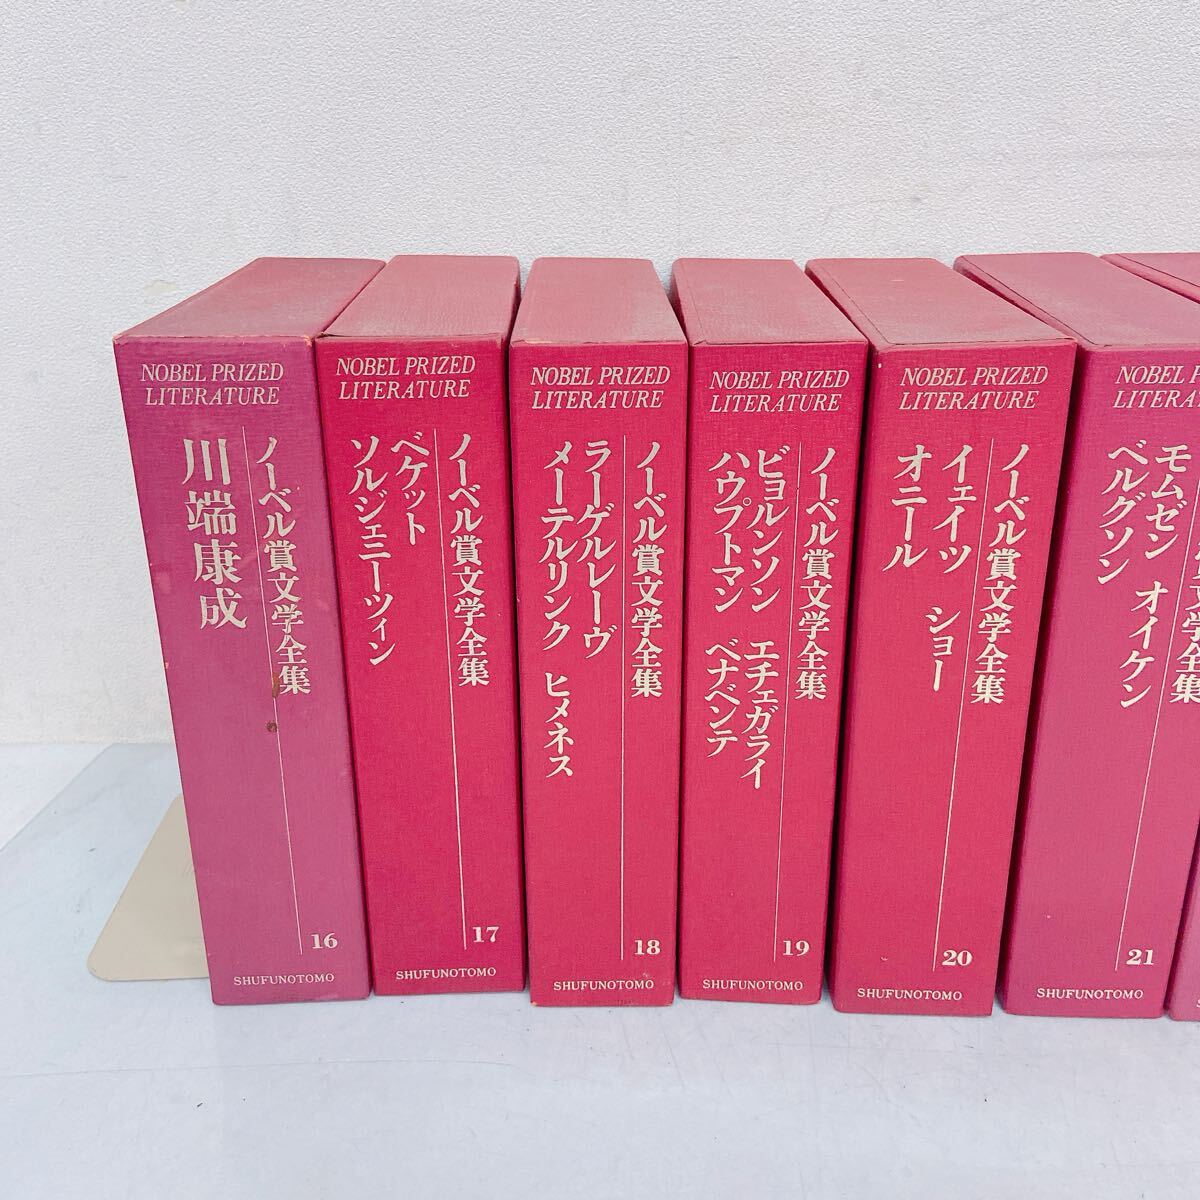 NOBEL PRIZED
LITERATURE
ノーベル賞文学全集
川端康成
16
SHUFUNOTOMO
NOBEL PRIZED
LITERATURE
ノーベル賞文学全集
ベケット
ソルジェニーツィン
17
SHUFUNOTOMO
NOBEL PRIZED
LITERATURE
ノーベル賞文学全集
ラーゲルレーヴ
メーテルリンク ヒメネス
18
SHUFUNOTOMO
NOBEL PRIZED
LITERATURE
ノーベル賞文学全集
ビョルンソン エチェガライ
ハウプトマン ベナベンテ
19
SHUFUNOTOMO
NOBEL PRIZED
LITERATURE
ノーベル賞文学全集
イェイツ ショー
オニール
20
SHUFUNOTOMO
NOBEL
モムゼン オイケン
ベルグソン
21
SHUFUNOTOMO